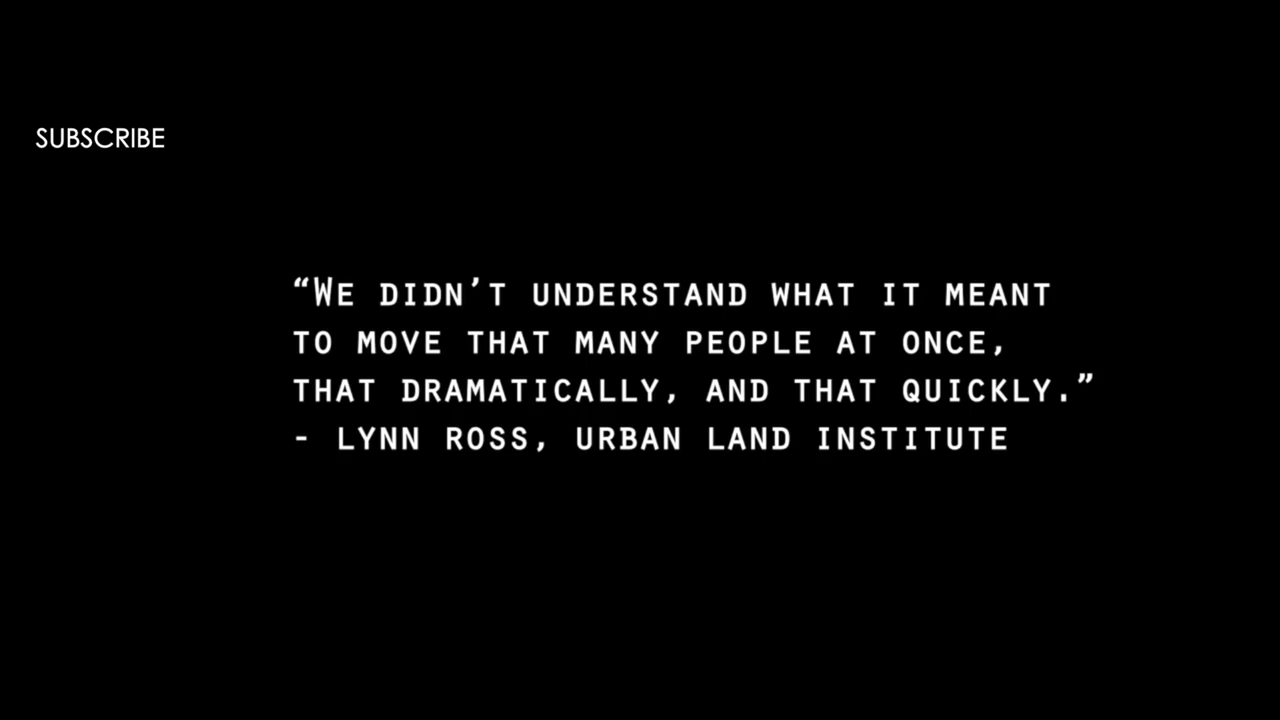 SUBSCRIBE
“WE DIDN’T UNDERSTAND WHAT IT MEANT
TO MOVE THAT MANY PEOPLE AT ONCE,
THAT DRAMATICALLY, AND THAT QUICKLY.”
- LYNN ROSS, URBAN LAND INSTITUTE